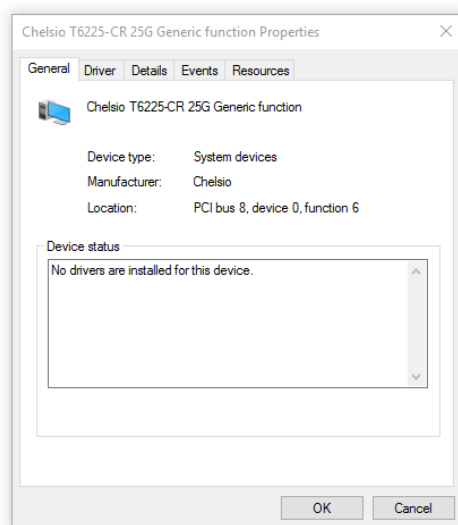 Chelsio T6225-CR 25G Generic function Properties
General Driver Details Events Resources
Chelsio T6225-CR 25G Generic function
Device type: System devices
Manufacturer: Chelsio
Location: PCI bus 8, device 0, function 6
Device status
No drivers are installed for this device.
OK Cancel